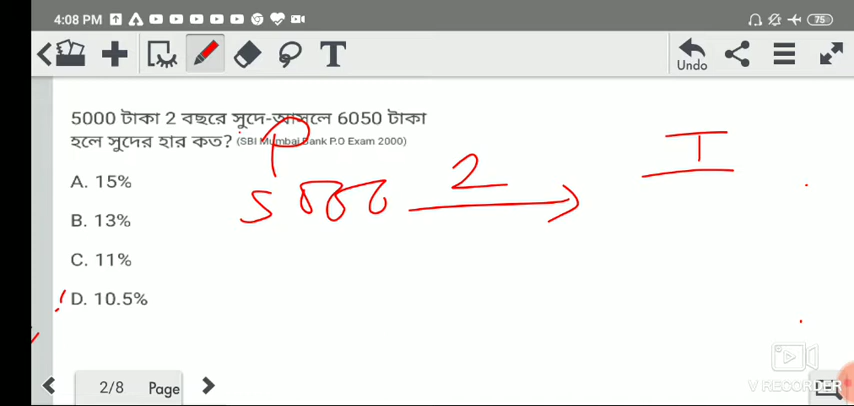 4:08 PM 75
T Undo
5000 টাকা 2 বছরে সুদে-আসলে 6050 টাকা
হলে সুদের হার কত? (SBI Mumbai Bank P.O Exam 2000)
P I
A. 15% 5000 2
B. 13%
C. 11%
D. 10.5%
2/8 Page
V RECORDER